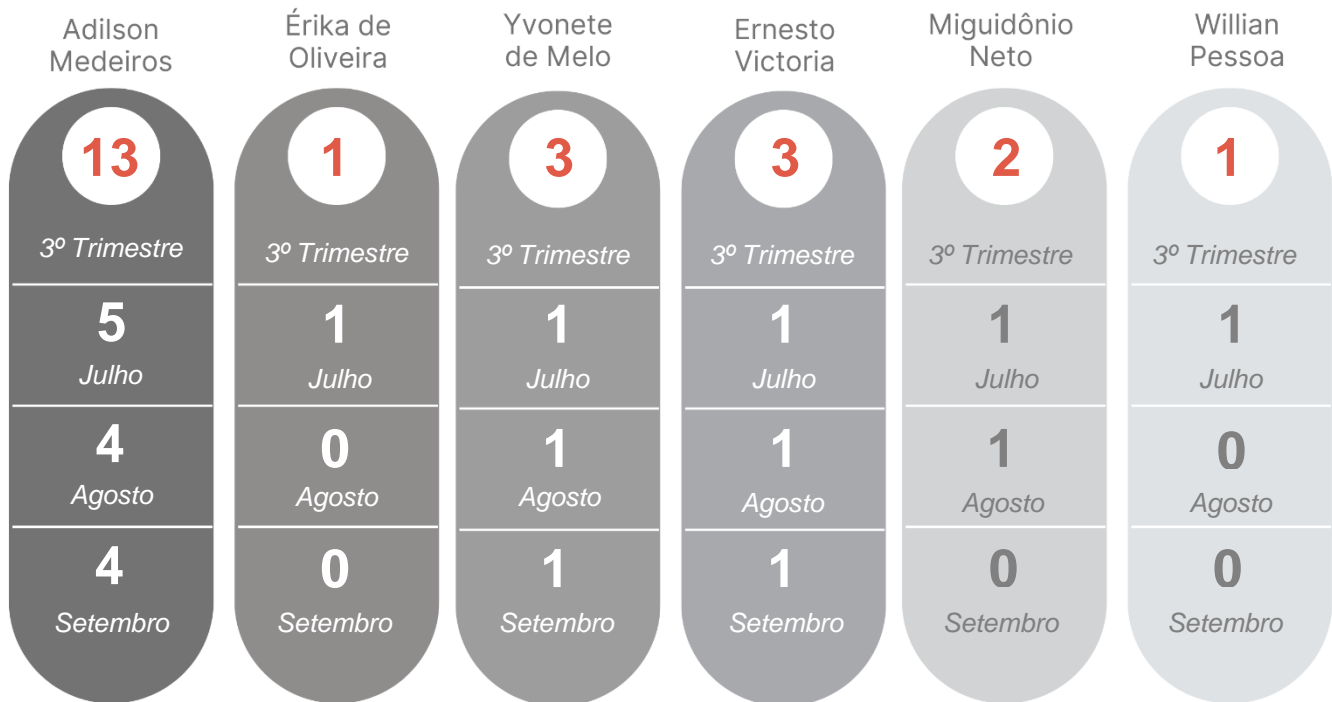 Adilson
Medeiros
13
3º Trimestre
5
Julho
4
Agosto
4
Setembro
Érika de
Oliveira
1
3º Trimestre
1
Julho
0
Agosto
0
Setembro
Yvonete
de Melo
3
3º Trimestre
1
Julho
1
Agosto
1
Setembro
Ernesto
Victoria
3
3º Trimestre
1
Julho
1
Agosto
1
Setembro
Miguidônio
Neto
2
3º Trimestre
1
Julho
1
Agosto
0
Setembro
Willian
Pessoa
1
3º Trimestre
1
Julho
0
Agosto
0
Setembro